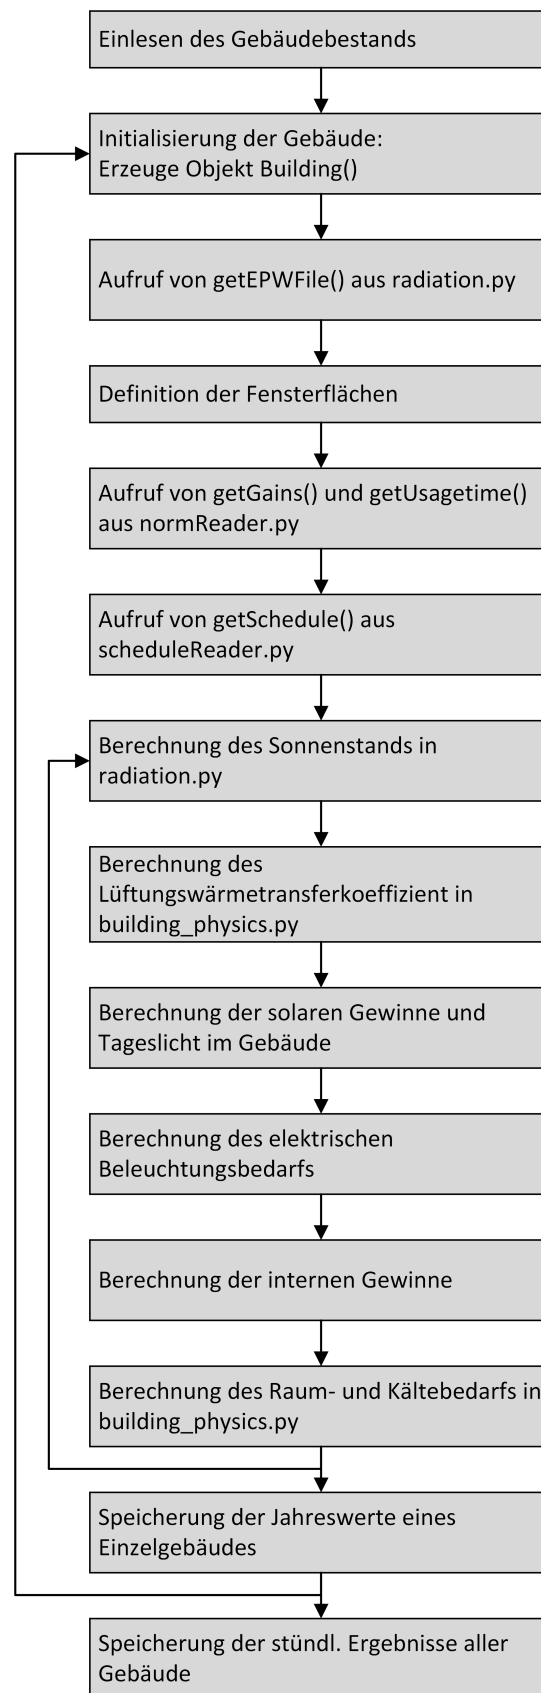 Einlesen des Gebäudebestands
Initialisierung der Gebäude:
Erzeuge Objekt Building()
Aufruf von getEPWFile() aus radiation.py
Definition der Fensterflächen
Aufruf von getGains() und getUsagetime()
aus normReader.py
Aufruf von getSchedule() aus
scheduleReader.py
Berechnung des Sonnenstands in
radiation.py
Berechnung des
Lüftungswärmetransferkoeffizient in
building_physics.py
Berechnung der solaren Gewinne und
Tageslicht im Gebäude
Berechnung des elektrischen
Beleuchtungsbedarfs
Berechnung der internen Gewinne
Berechnung des Raum- und Kältebedarfs in
building_physics.py
Speicherung der Jahreswerte eines
Einzelgebäudes
Speicherung der stündl. Ergebnisse aller
Gebäude